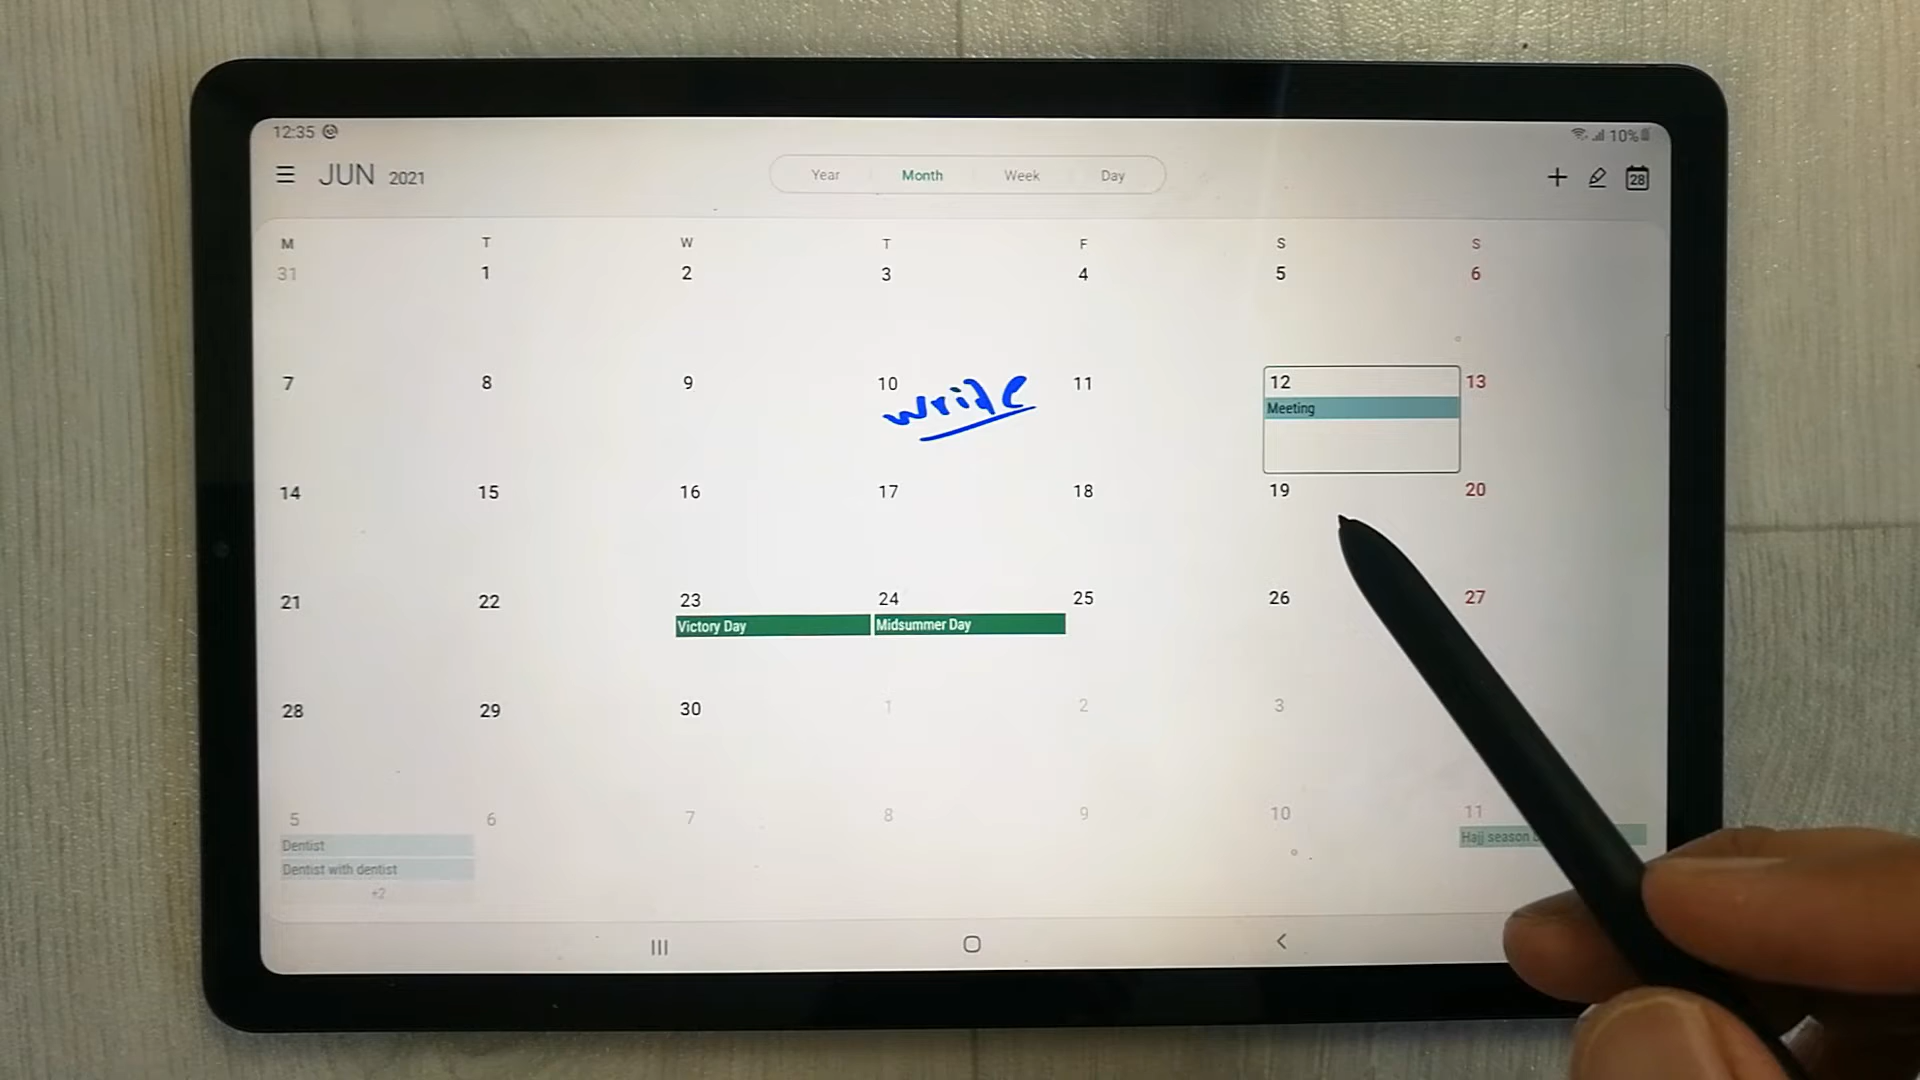 12:35 10%
JUN 2021 Year Month Week Day 28
M T W T F S S
31 1 2 3 4 5 6
7 8 9 10 11 12 13
write Meeting
14 15 16 17 18 19 20
21 22 23 24 25 26 27
Victory Day Midsummer Day
28 29 30 1 2 3
5 6 7 8 9 10 11
Dentist Hajj season
Dentist with dentist
+2